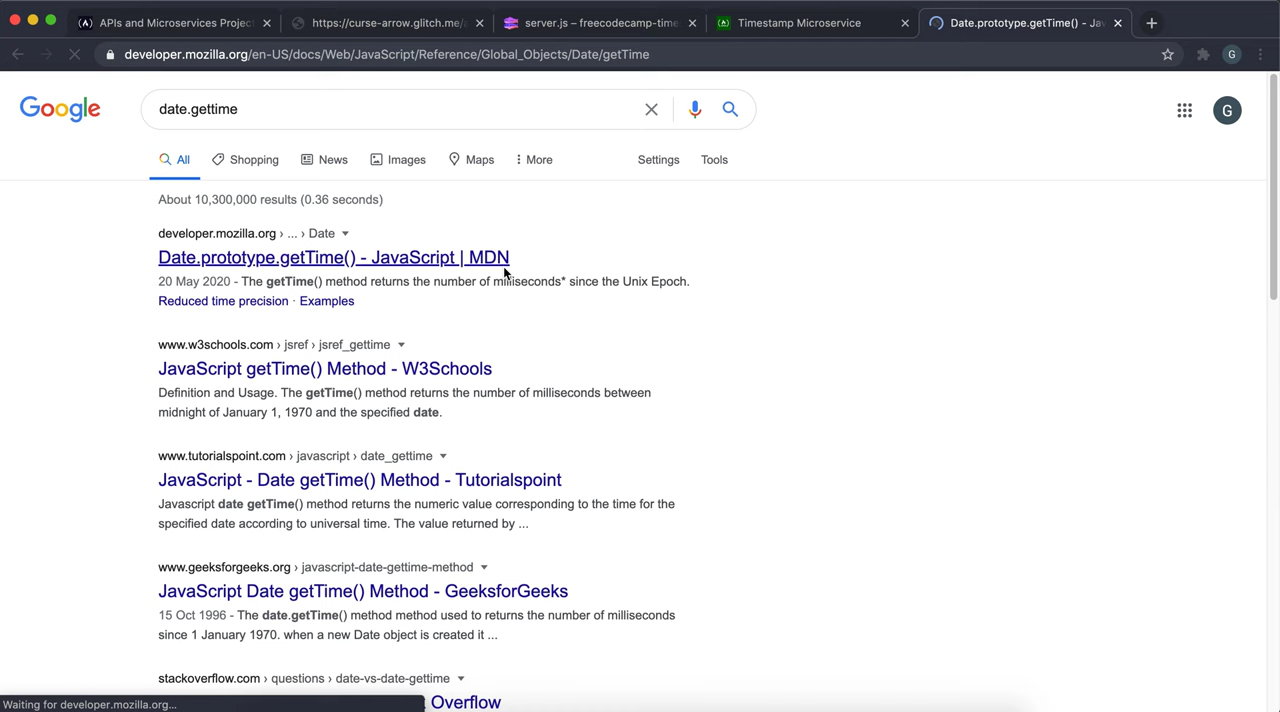 APIs and Microservices Projec
https://curse-arrow.glitch.me/a
server.js – freecodecamp-time
Timestamp Microservice
Date.prototype.getTime() - Jav
developer.mozilla.org/en-US/docs/Web/JavaScript/Reference/Global_Objects/Date/getTime
G
Google
date.gettime
G
All
Shopping
News
Images
Maps
More
Settings
Tools
About 10,300,000 results (0.36 seconds)
developer.mozilla.org › ... › Date
Date.prototype.getTime() - JavaScript | MDN
20 May 2020 - The getTime() method returns the number of milliseconds* since the Unix Epoch.
Reduced time precision · Examples
www.w3schools.com › jsref › jsref_gettime
JavaScript getTime() Method - W3Schools
Definition and Usage. The getTime() method returns the number of milliseconds between
midnight of January 1, 1970 and the specified date.
www.tutorialspoint.com › javascript › date_gettime
JavaScript - Date getTime() Method - Tutorialspoint
Javascript date getTime() method returns the numeric value corresponding to the time for the
specified date according to universal time. The value returned by ...
www.geeksforgeeks.org › javascript-date-gettime-method
JavaScript Date getTime() Method - GeeksforGeeks
15 Oct 1996 - The date.getTime() method method used to returns the number of milliseconds
since 1 January 1970. when a new Date object is created it ...
stackoverflow.com › questions › date-vs-date-gettime
Overflow
Waiting for developer.mozilla.org...